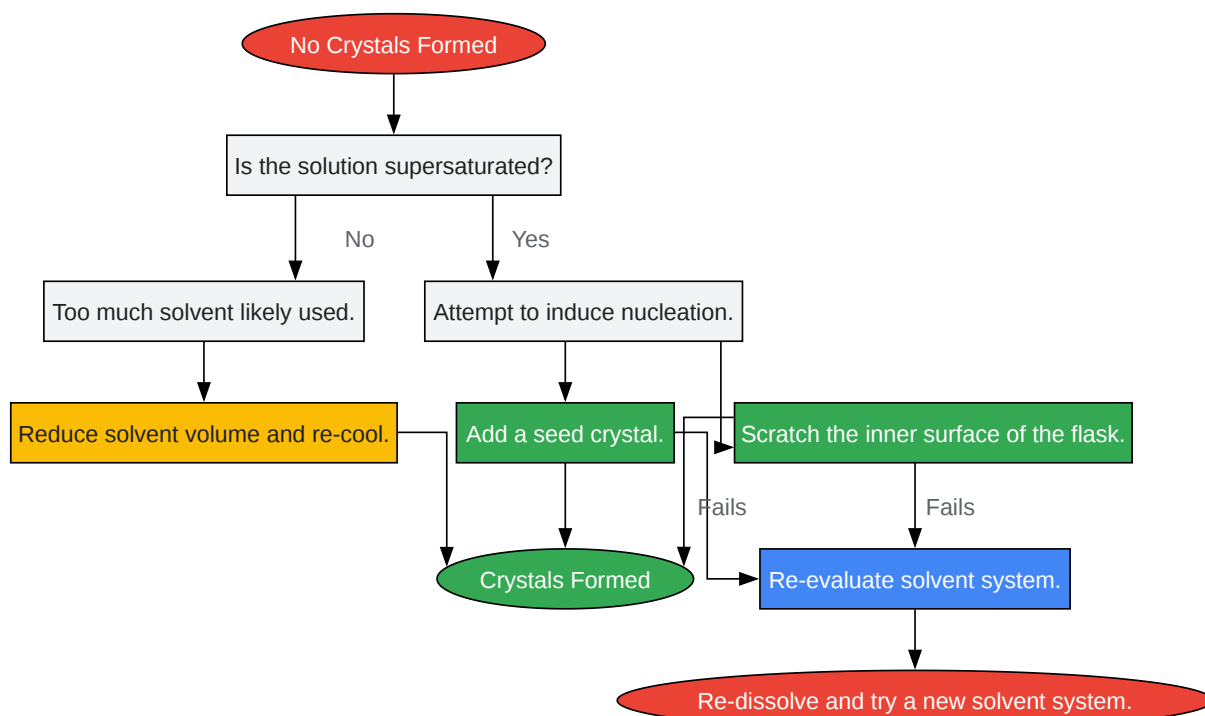 No Crystals Formed
Is the solution supersaturated?
No
Yes
Too much solvent likely used.
Attempt to induce nucleation.
Reduce solvent volume and re-cool.
Add a seed crystal.
Scratch the inner surface of the flask.
Fails
Fails
Crystals Formed
Re-evaluate solvent system.
Re-dissolve and try a new solvent system.